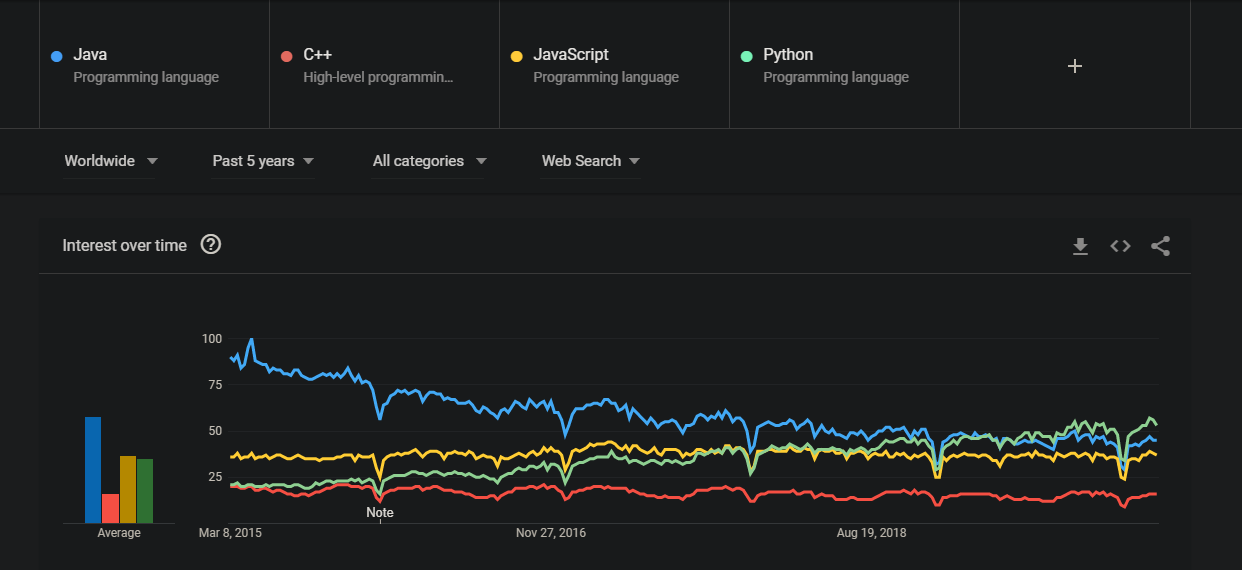 Java
Programming language
C++
High-level programmin...
JavaScript
Programming language
Python
Programming language
+
Worldwide
Past 5 years
All categories
Web Search
Interest over time ?
100
75
50
25
Note
Average
Mar 8, 2015
Nov 27, 2016
Aug 19, 2018